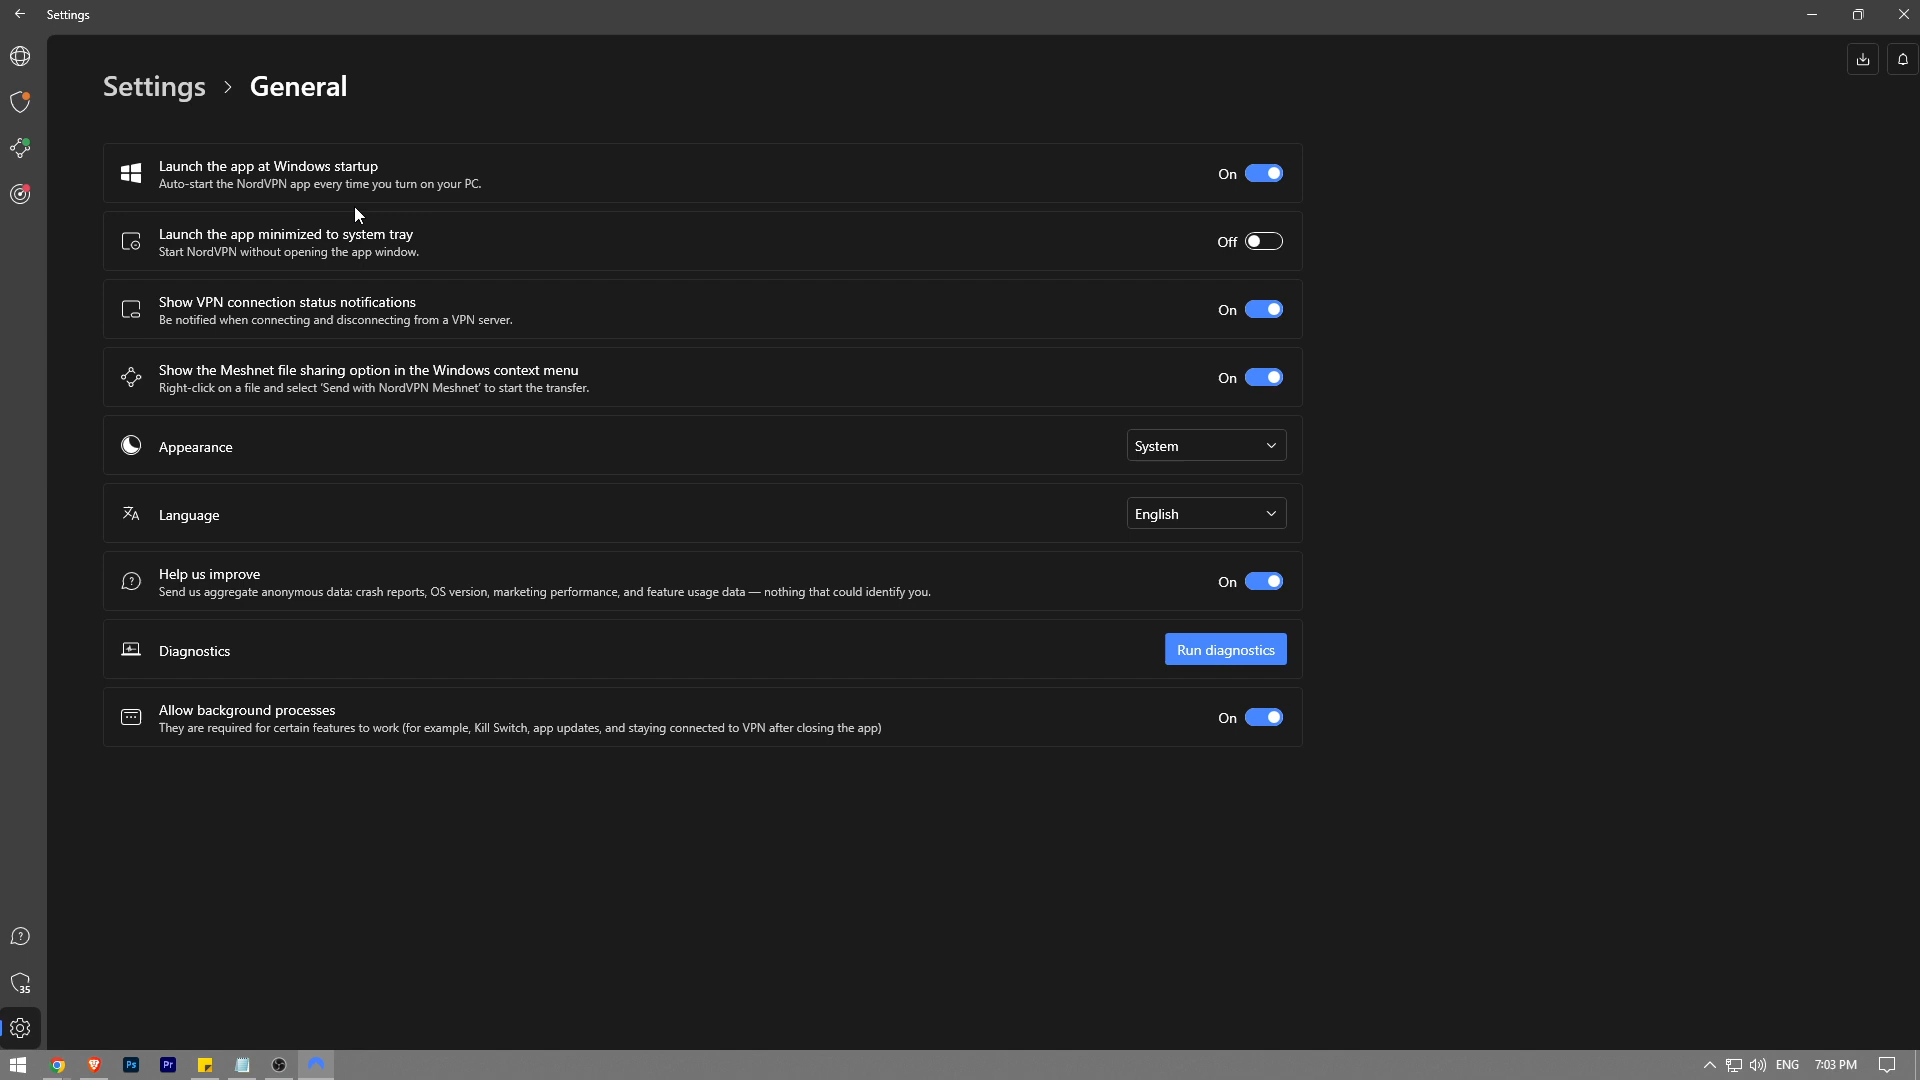 Settings
Settings > General
Launch the app at Windows startup
Auto-start the NordVPN app every time you turn on your PC.
On
Launch the app minimized to system tray
Start NordVPN without opening the app window.
Off
Show VPN connection status notifications
Be notified when connecting and disconnecting from a VPN server.
On
Show the Meshnet file sharing option in the Windows context menu
Right-click on a file and select 'Send with NordVPN Meshnet' to start the transfer.
On
Appearance
System
Language
English
Help us improve
Send us aggregate anonymous data: crash reports, OS version, marketing performance, and feature usage data — nothing that could identify you.
On
Diagnostics
Run diagnostics
Allow background processes
They are required for certain features to work (for example, Kill Switch, app updates, and staying connected to VPN after closing the app)
On
35
Ps
Pr
ENG
7:03 PM